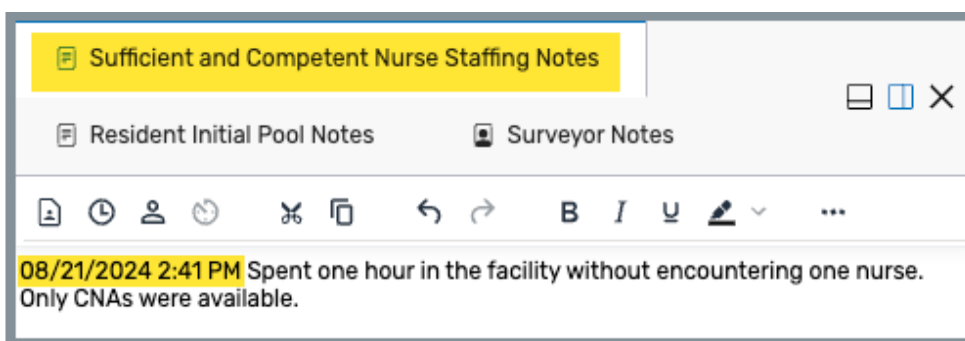 Sufficient and Competent Nurse Staffing Notes
Resident Initial Pool Notes Surveyor Notes
B I U
08/21/2024 2:41 PM Spent one hour in the facility without encountering one nurse.
Only CNAs were available.